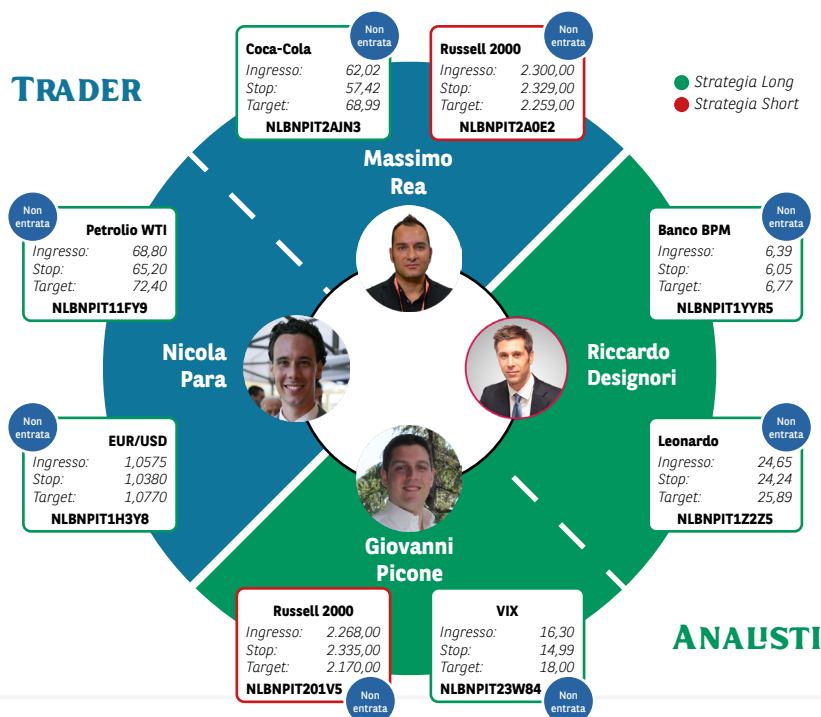 TRADER
Non
entrata
Coca-Cola
Ingresso: 62,02
Stop: 57,42
Target: 68,99
NLBNPIT2AJN3
Non
entrata
Russell 2000
Ingresso: 2.300,00
Stop: 2.329,00
Target: 2.259,00
NLBNPIT2A0E2
Strategia Long
Strategia Short
Massimo
Rea
Non
entrata
Petrolio WTI
Ingresso: 68,80
Stop: 65,20
Target: 72,40
NLBNPIT11FY9
Non
entrata
Banco BPM
Ingresso: 6,39
Stop: 6,05
Target: 6,77
NLBNPIT1YYR5
Nicola
Para
Riccardo
Designori
Non
entrata
EUR/USD
Ingresso: 1,0575
Stop: 1,0380
Target: 1,0770
NLBNPIT1H3Y8
Non
entrata
Leonardo
Ingresso: 24,65
Stop: 24,24
Target: 25,89
NLBNPIT1Z2Z5
Giovanni
Picone
Russell 2000
Ingresso: 2.268,00
Stop: 2.335,00
Target: 2.170,00
NLBNPIT201V5
Non
entrata
VIX
Ingresso: 16,30
Stop: 14,99
Target: 18,00
NLBNPIT23W84
Non
entrata
ANALISTI